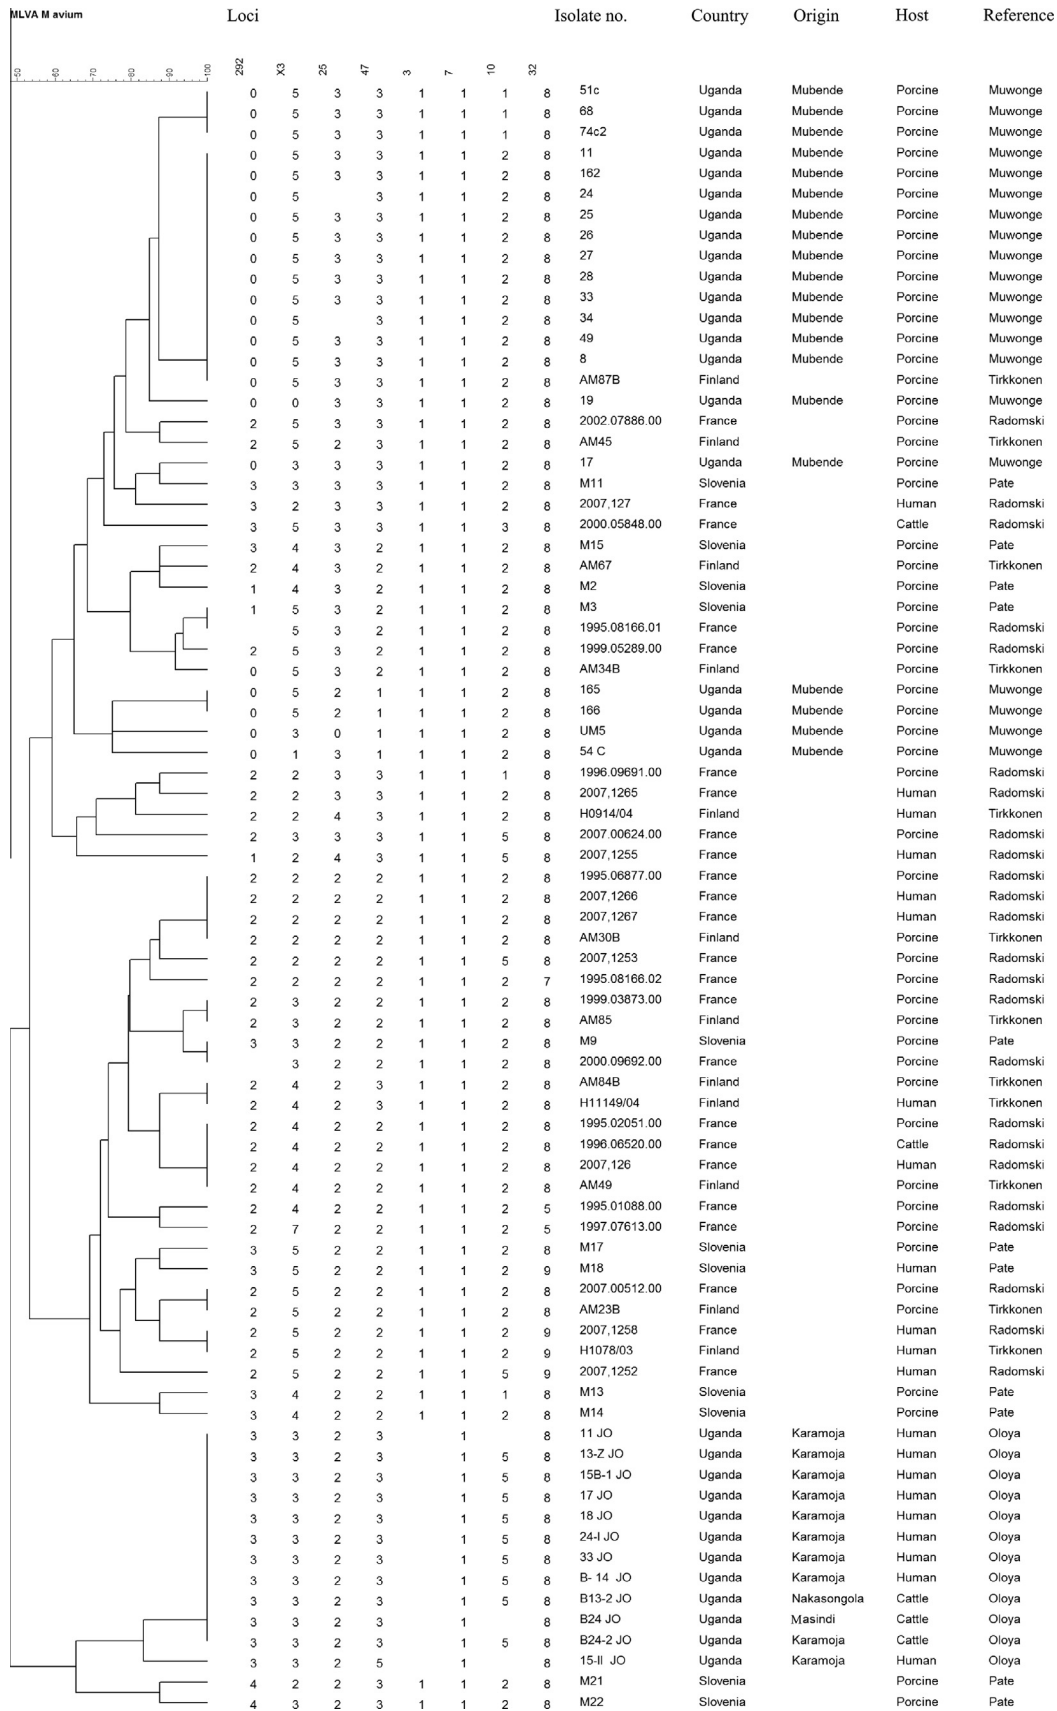 MLVA M avium Loci Isolate no. Country Origin Host Reference
50 60 70 80 90 100 292 X3 25 47 3 7 10 32
0 5 3 3 1 1 1 8 51c Uganda Mubende Porcine Muwonge
0 5 3 3 1 1 1 8 68 Uganda Mubende Porcine Muwonge
0 5 3 3 1 1 1 8 74c2 Uganda Mubende Porcine Muwonge
0 5 3 3 1 1 2 8 11 Uganda Mubende Porcine Muwonge
0 5 3 3 1 1 2 8 162 Uganda Mubende Porcine Muwonge
0 5 3 1 1 2 8 24 Uganda Mubende Porcine Muwonge
0 5 3 3 1 1 2 8 25 Uganda Mubende Porcine Muwonge
0 5 3 3 1 1 2 8 26 Uganda Mubende Porcine Muwonge
0 5 3 3 1 1 2 8 27 Uganda Mubende Porcine Muwonge
0 5 3 3 1 1 2 8 28 Uganda Mubende Porcine Muwonge
0 5 3 3 1 1 2 8 33 Uganda Mubende Porcine Muwonge
0 5 3 1 1 2 8 34 Uganda Mubende Porcine Muwonge
0 5 3 3 1 1 2 8 49 Uganda Mubende Porcine Muwonge
0 5 3 3 1 1 2 8 8 Uganda Mubende Porcine Muwonge
0 5 3 3 1 1 2 8 AM87B Finland Porcine Tirkkonen
0 0 3 3 1 1 2 8 19 Uganda Mubende Porcine Muwonge
2 5 3 3 1 1 2 8 2002.07886.00 France Porcine Radomski
2 5 2 3 1 1 2 8 AM45 Finland Porcine Tirkkonen
0 3 3 3 1 1 2 8 17 Uganda Mubende Porcine Muwonge
3 3 3 3 1 1 2 8 M11 Slovenia Porcine Pate
3 2 3 3 1 1 2 8 2007,127 France Human Radomski
3 5 3 3 1 1 3 8 2000.05848.00 France Cattle Radomski
3 4 3 2 1 1 2 8 M15 Slovenia Porcine Pate
2 4 3 2 1 1 2 8 AM67 Finland Porcine Tirkkonen
1 4 3 2 1 1 2 8 M2 Slovenia Porcine Pate
1 5 3 2 1 1 2 8 M3 Slovenia Porcine Pate
5 3 2 1 1 2 8 1995.08166.01 France Porcine Radomski
2 5 3 2 1 1 2 8 1999.05289.00 France Porcine Radomski
0 5 3 2 1 1 2 8 AM34B Finland Porcine Tirkkonen
0 5 2 1 1 1 2 8 165 Uganda Mubende Porcine Muwonge
0 5 2 1 1 1 2 8 166 Uganda Mubende Porcine Muwonge
0 3 0 1 1 1 2 8 UM5 Uganda Mubende Porcine Muwonge
0 1 3 1 1 1 2 8 54 C Uganda Mubende Porcine Muwonge
2 2 3 3 1 1 1 8 1996.09691.00 France Porcine Radomski
2 2 3 3 1 1 2 8 2007,1265 France Human Radomski
2 2 4 3 1 1 2 8 H0914/04 Finland Human Tirkkonen
2 3 3 3 1 1 5 8 2007.00624.00 France Porcine Radomski
1 2 4 3 1 1 5 8 2007,1255 France Human Radomski
2 2 2 2 1 1 2 8 1995.06877.00 France Porcine Radomski
2 2 2 2 1 1 2 8 2007,1266 France Human Radomski
2 2 2 2 1 1 2 8 2007,1267 France Human Radomski
2 2 2 2 1 1 2 8 AM30B Finland Porcine Tirkkonen
2 2 2 2 1 1 5 8 2007,1253 France Porcine Radomski
2 2 2 2 1 1 2 7 1995.08166.02 France Porcine Radomski
2 3 2 2 1 1 2 8 1999.03873.00 France Porcine Radomski
2 3 2 2 1 1 2 8 AM85 Finland Porcine Tirkkonen
3 3 2 2 1 1 2 8 M9 Slovenia Porcine Pate
3 2 2 1 1 2 8 2000.09692.00 France Porcine Radomski
2 4 2 3 1 1 2 8 AM84B Finland Porcine Tirkkonen
2 4 2 3 1 1 2 8 H11149/04 Finland Human Tirkkonen
2 4 2 2 1 1 2 8 1995.02051.00 France Porcine Radomski
2 4 2 2 1 1 2 8 1996.06520.00 France Cattle Radomski
2 4 2 2 1 1 2 8 2007,126 France Human Radomski
2 4 2 2 1 1 2 8 AM49 Finland Porcine Tirkkonen
2 4 2 2 1 1 2 5 1995.01088.00 France Porcine Radomski
2 7 2 2 1 1 2 5 1997.07613.00 France Porcine Radomski
3 5 2 2 1 1 2 8 M17 Slovenia Porcine Pate
3 5 2 2 1 1 2 9 M18 Slovenia Human Pate
2 5 2 2 1 1 2 8 2007.00512.00 France Porcine Radomski
2 5 2 2 1 1 2 8 AM23B Finland Porcine Tirkkonen
2 5 2 2 1 1 2 9 2007,1258 France Human Radomski
2 5 2 2 1 1 2 9 H1078/03 Finland Human Tirkkonen
2 5 2 2 1 1 5 9 2007,1252 France Human Radomski
3 4 2 2 1 1 1 8 M13 Slovenia Porcine Pate
3 4 2 2 1 1 2 8 M14 Slovenia Porcine Pate
3 3 2 3 1 8 11 JO Uganda Karamoja Human Oloya
3 3 2 3 1 5 8 13-Z JO Uganda Karamoja Human Oloya
3 3 2 3 1 5 8 15B-1 JO Uganda Karamoja Human Oloya
3 3 2 3 1 5 8 17 JO Uganda Karamoja Human Oloya
3 3 2 3 1 5 8 18 JO Uganda Karamoja Human Oloya
3 3 2 3 1 5 8 24-I JO Uganda Karamoja Human Oloya
3 3 2 3 1 5 8 33 JO Uganda Karamoja Human Oloya
3 3 2 3 1 5 8 B- 14 JO Uganda Karamoja Human Oloya
3 3 2 3 1 5 8 B13-2 JO Uganda Nakasongola Cattle Oloya
3 3 2 3 1 8 B24 JO Uganda Masindi Cattle Oloya
3 3 2 3 1 5 8 B24-2 JO Uganda Karamoja Cattle Oloya
3 3 2 5 1 8 15-II JO Uganda Karamoja Human Oloya
4 2 2 3 1 1 2 8 M21 Slovenia Porcine Pate
4 3 2 3 1 1 2 8 M22 Slovenia Porcine Pate